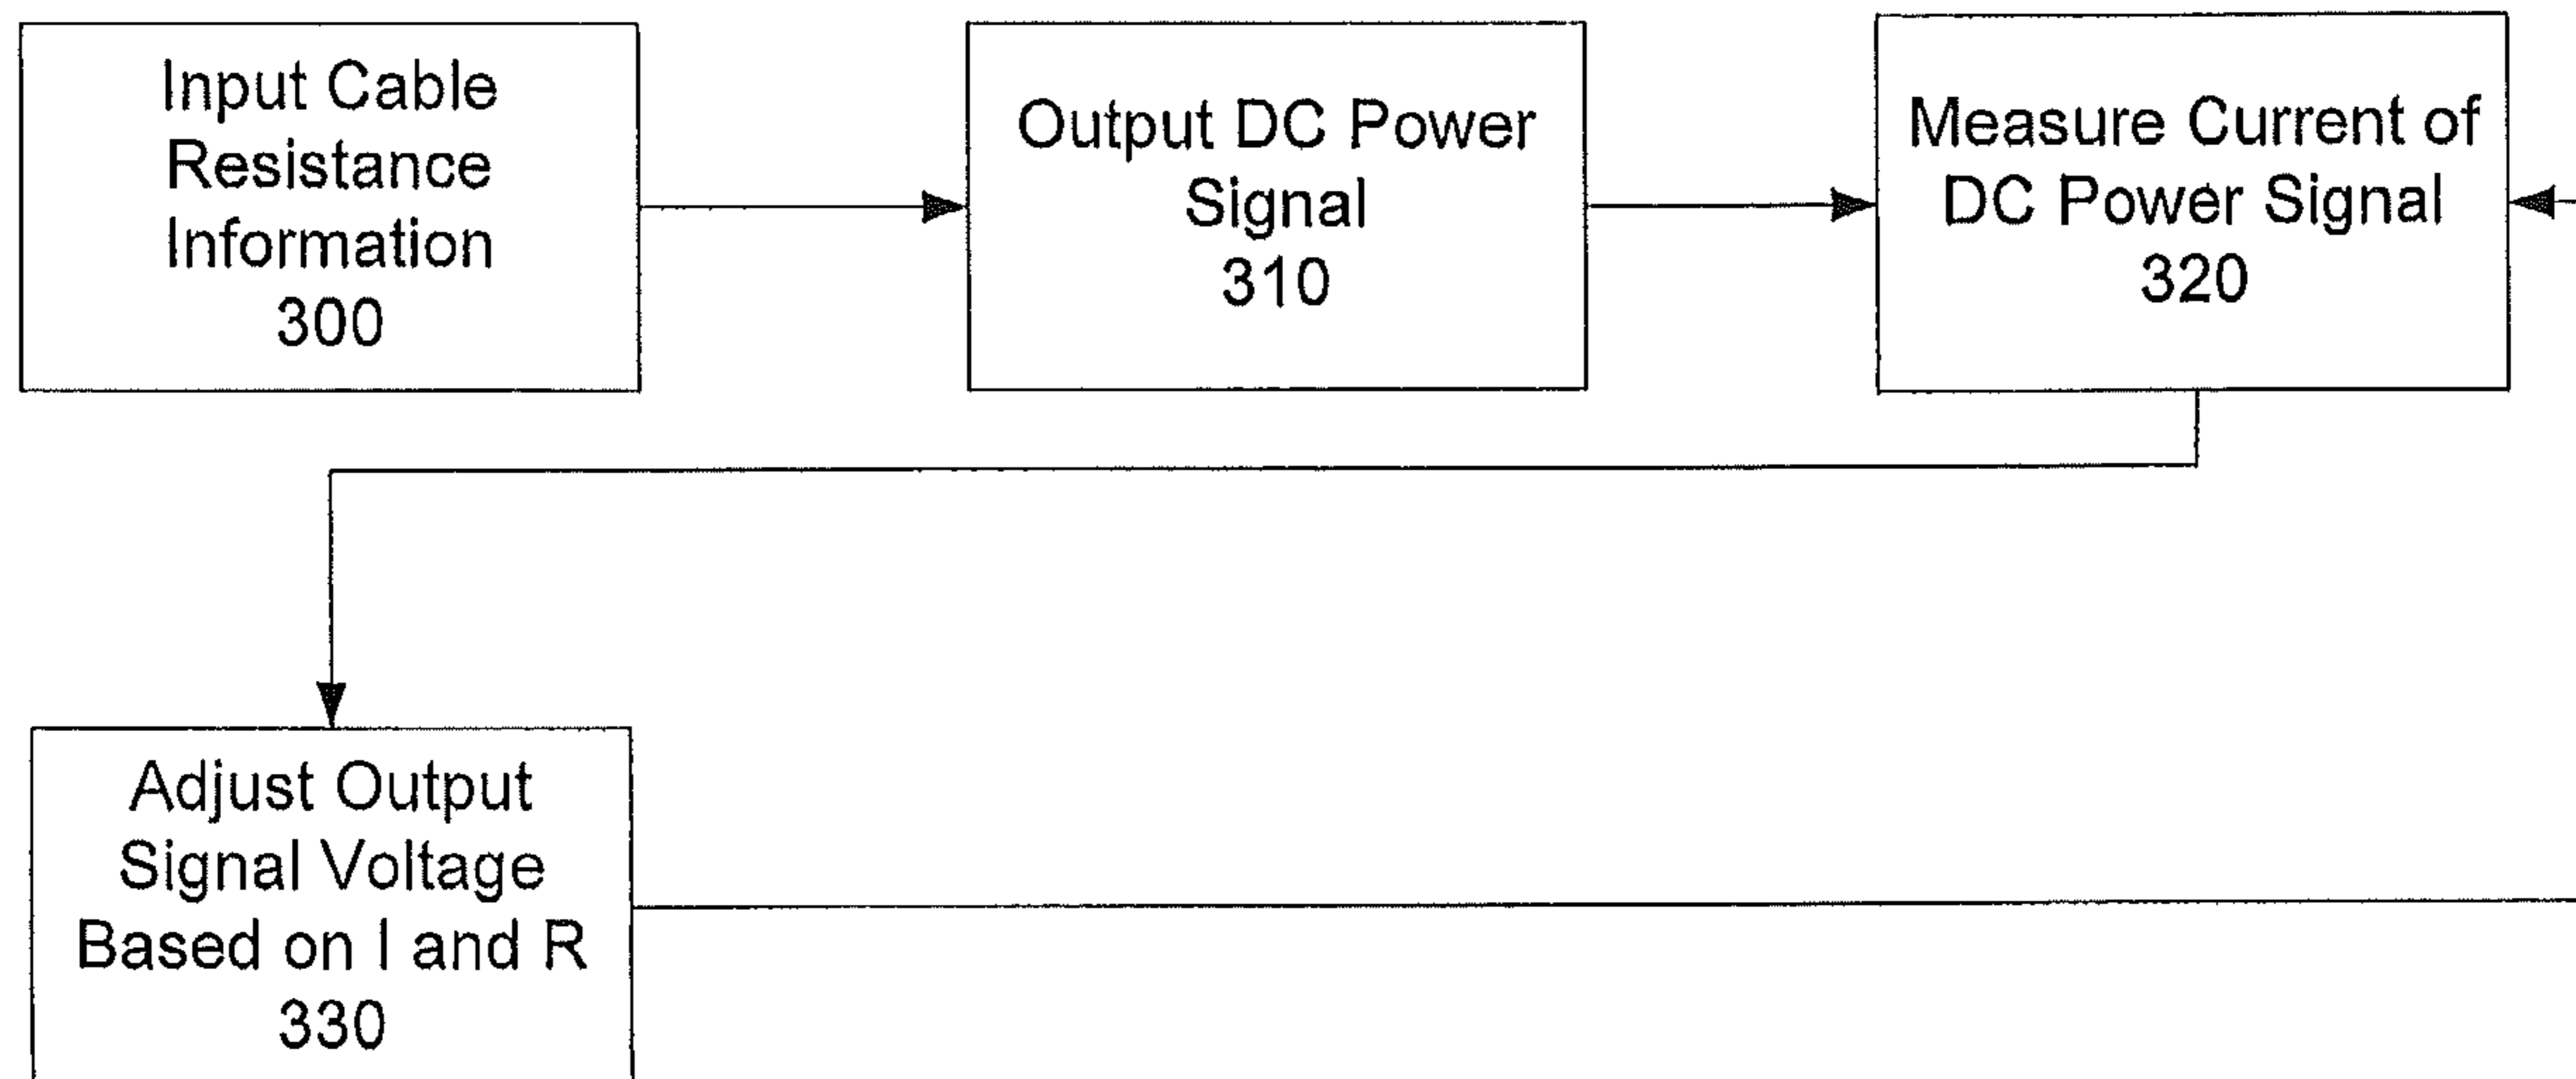 Input Cable
Resistance
Information
300
Output DC Power
Signal
310
Measure Current of
DC Power Signal
320
Adjust Output
Signal Voltage
Based on I and R
330